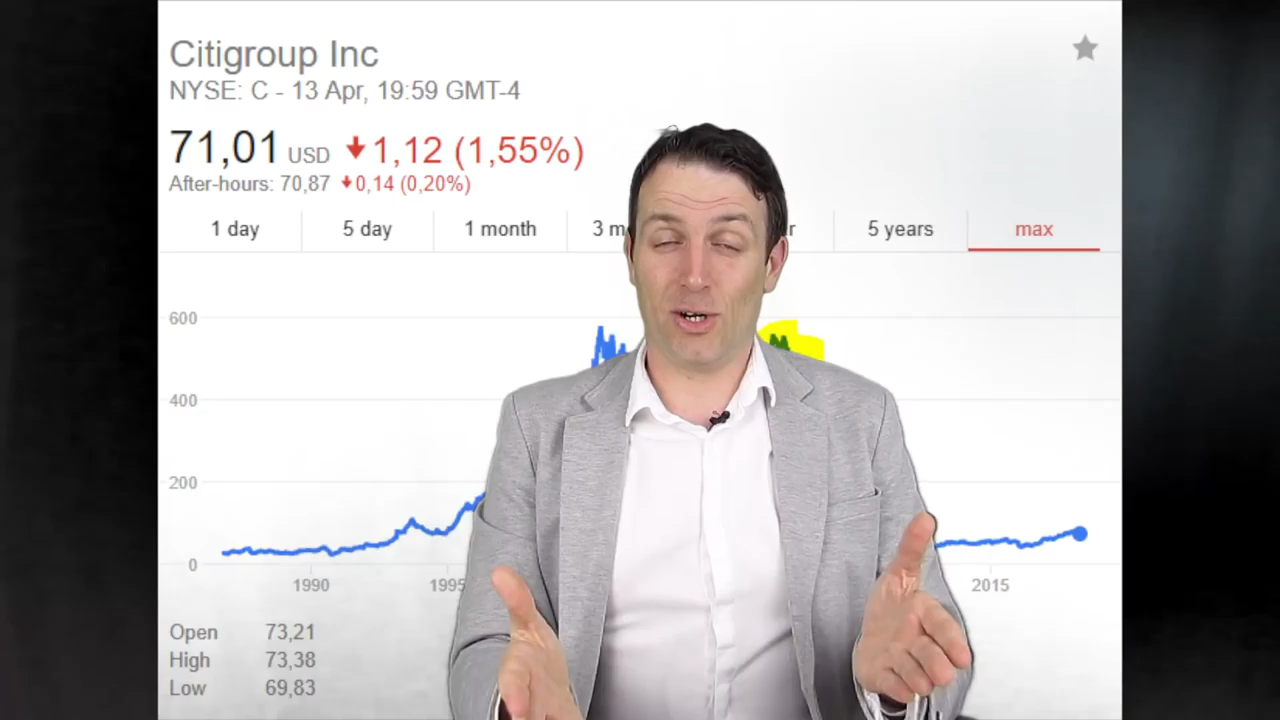 Citigroup Inc
NYSE: C - 13 Apr, 19:59 GMT-4
71,01 USD 1,12 (1,55%)
After-hours: 70,87 0,14 (0,20%)
1 day 5 day 1 month 3 m r 5 years max
600
400
200
0
1990 1995 2015
Open 73,21
High 73,38
Low 69,83